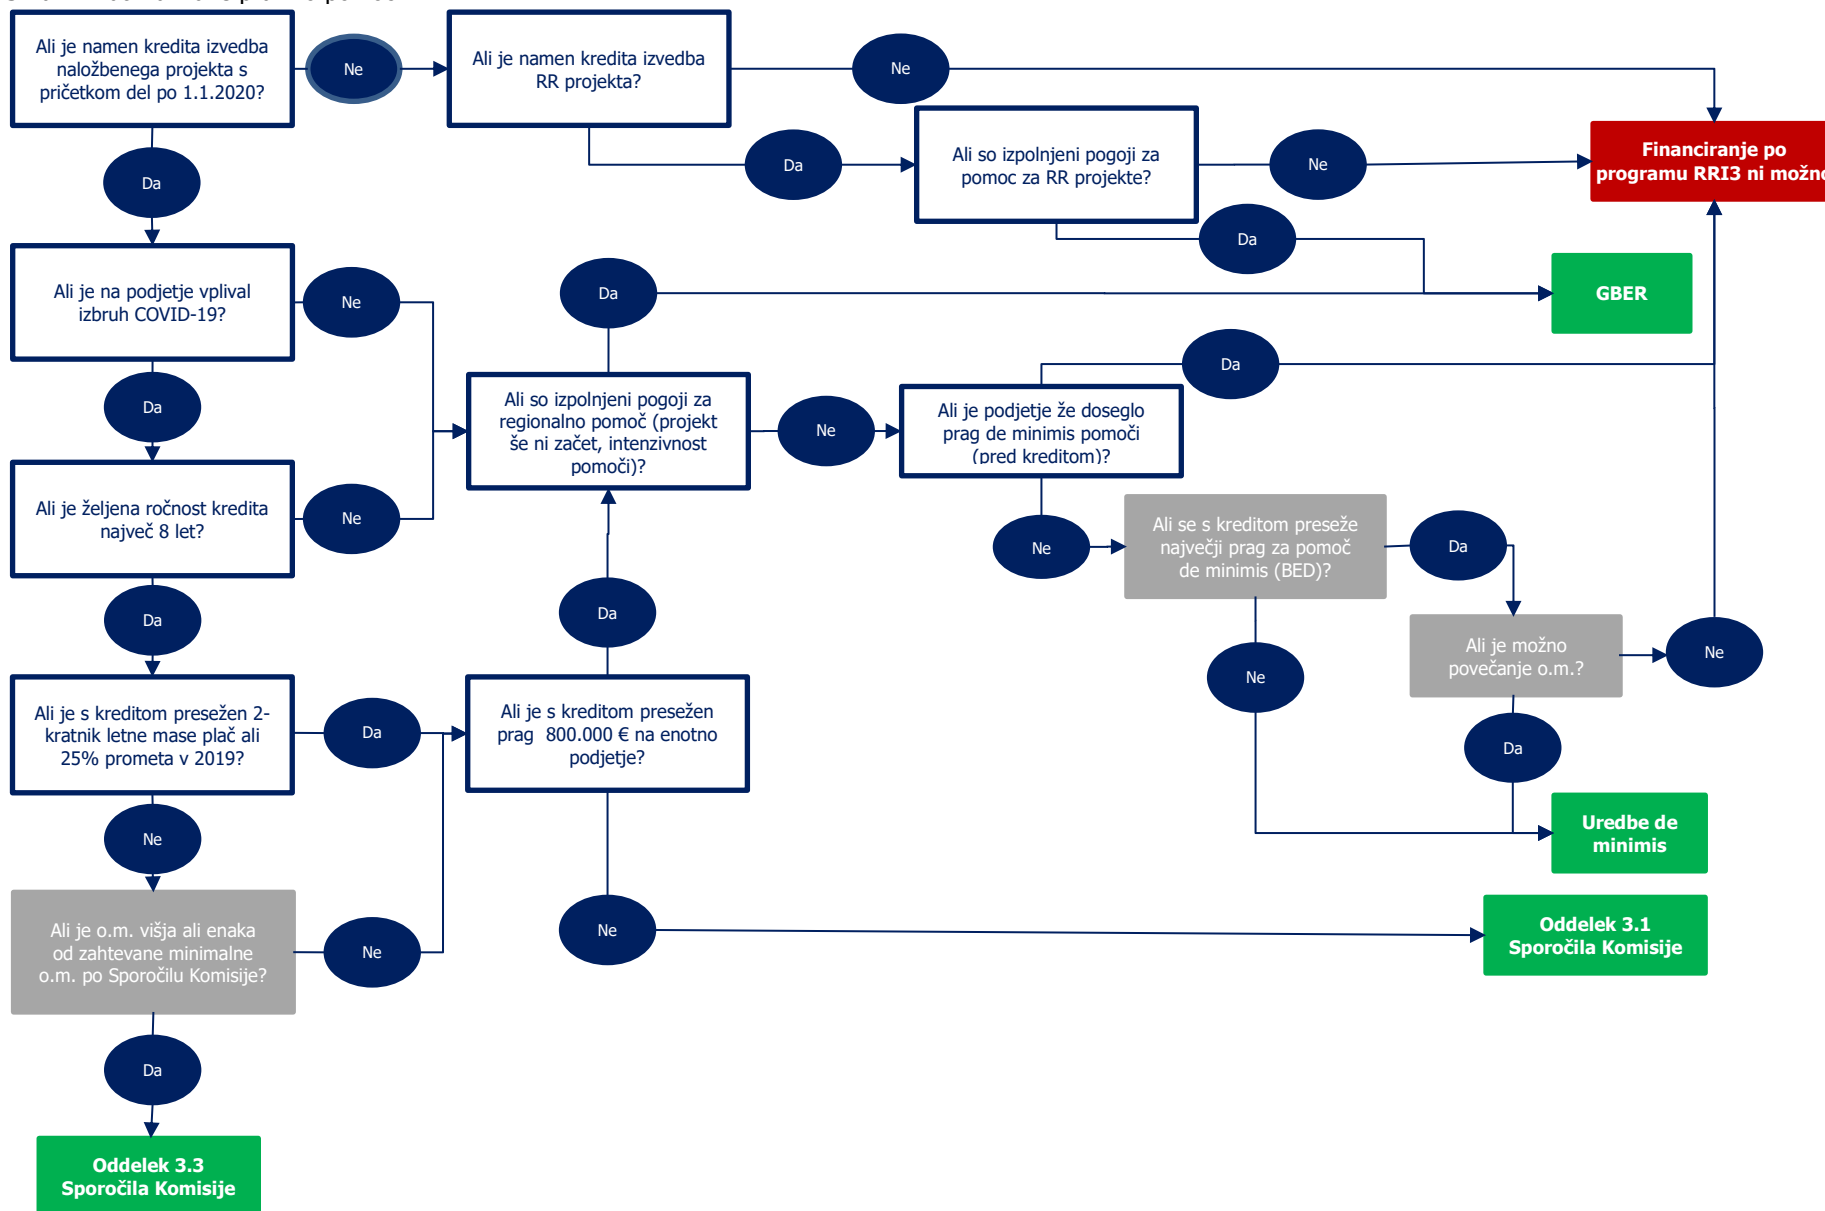 Ali je namen kredita izvedba
naložbenega projekta s
pričetkom del po 1.1.2020?
Ne
Ali je namen kredita izvedba
RR projekta?
Ne
Da
Ali so izpolnjeni pogoji za
pomoc za RR projekte?
Ne
Financiranje po
programu RRI3 ni možno
Da
Da
Ali je na podjetje vplival
izbruh COVID-19?
Ne
Da
GBER
Da
Ali so izpolnjeni pogoji za
regionalno pomoč (projekt
še ni začet, intenzivnost
pomoči)?
Ne
Ali je podjetje že doseglo
prag de minimis pomoči
(pred kreditom)?
Da
Ali je željena ročnost kredita
največ 8 let?
Ne
Ne
Ali se s kreditom preseže
največji prag za pomoč
de minimis (BED)?
Da
Da
Da
Ne
Ali je možno
povečanje o.m.?
Ne
Ali je s kreditom presežen 2-
kratnik letne mase plač ali
25% prometa v 2019?
Da
Ali je s kreditom presežen
prag 800.000 € na enotno
podjetje?
Da
Ne
Uredbe de
minimis
Ali je o.m. višja ali enaka
od zahtevane minimalne
o.m. po Sporočilu Komisije?
Ne
Ne
Oddelek 3.1
Sporočila Komisije
Da
Oddelek 3.3
Sporočila Komisije